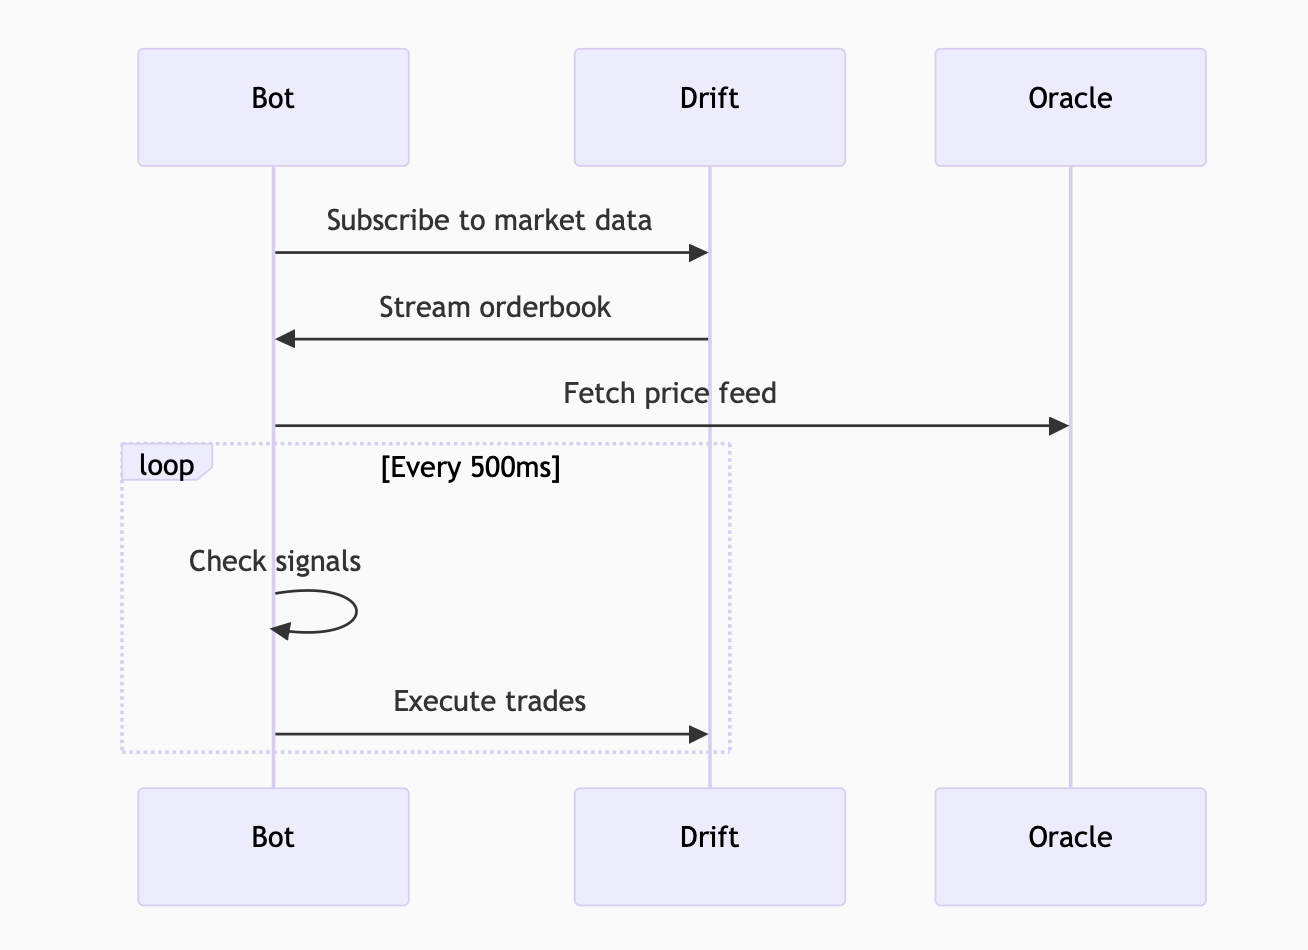 Bot
Drift
Oracle
Subscribe to market data
Stream orderbook
Fetch price feed
loop
[Every 500ms]
Check signals
Execute trades
Bot
Drift
Oracle